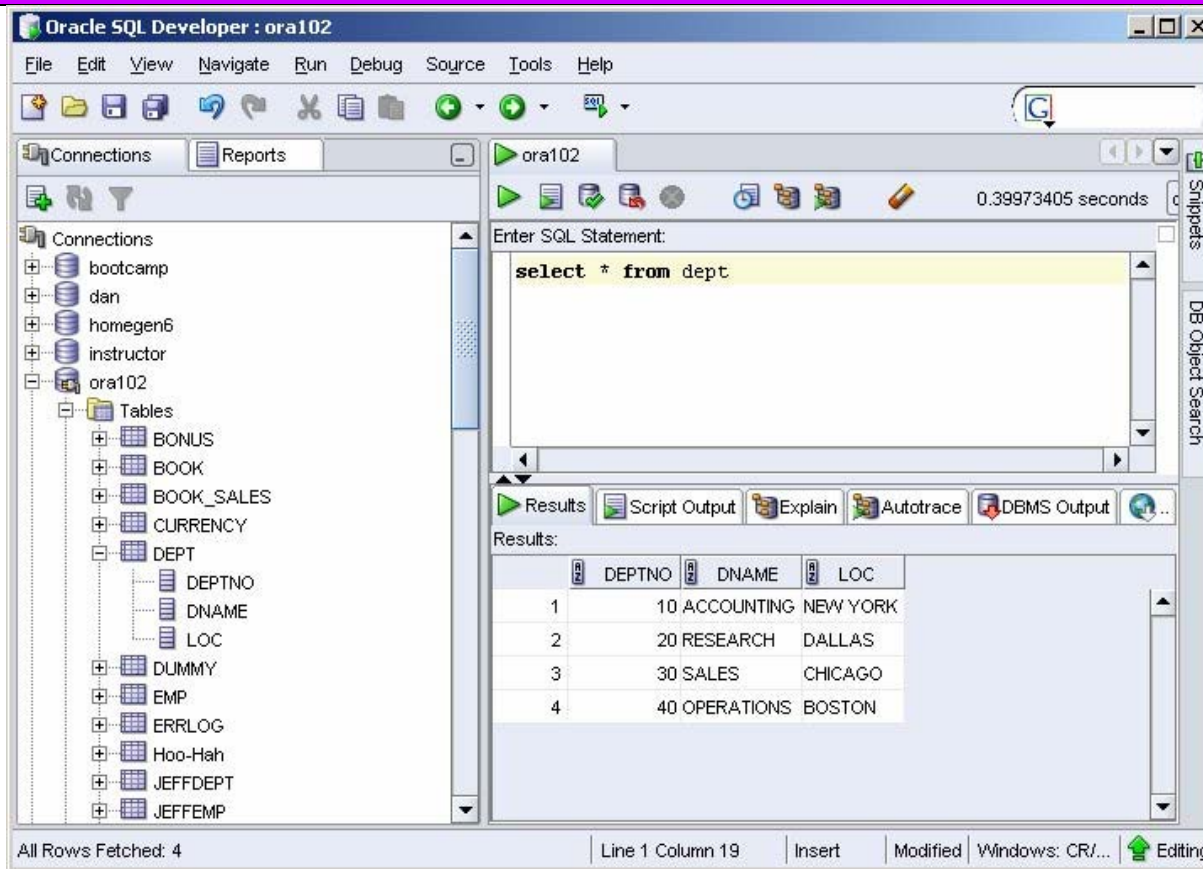 Oracle SQL Developer : ora102
File Edit View Navigate Run Debug Source Tools Help
Connections Reports
Connections
bootcamp
dan
homegen6
instructor
ora102
Tables
BONUS
BOOK
BOOK_SALES
CURRENCY
DEPT
DEPTNO
DNAME
LOC
DUMMY
EMP
ERRLOG
Hoo-Hah
JEFFDEPT
JEFFEMP
ora102
0.39973405 seconds
Enter SQL Statement:
select * from dept
Results Script Output Explain Autotrace DBMS Output ...
Results:
DEPTNO DNAME LOC
1 10 ACCOUNTING NEW YORK
2 20 RESEARCH DALLAS
3 30 SALES CHICAGO
4 40 OPERATIONS BOSTON
Snippets
DB Object Search
All Rows Fetched: 4 Line 1 Column 19 Insert Modified Windows: CR/... Editing